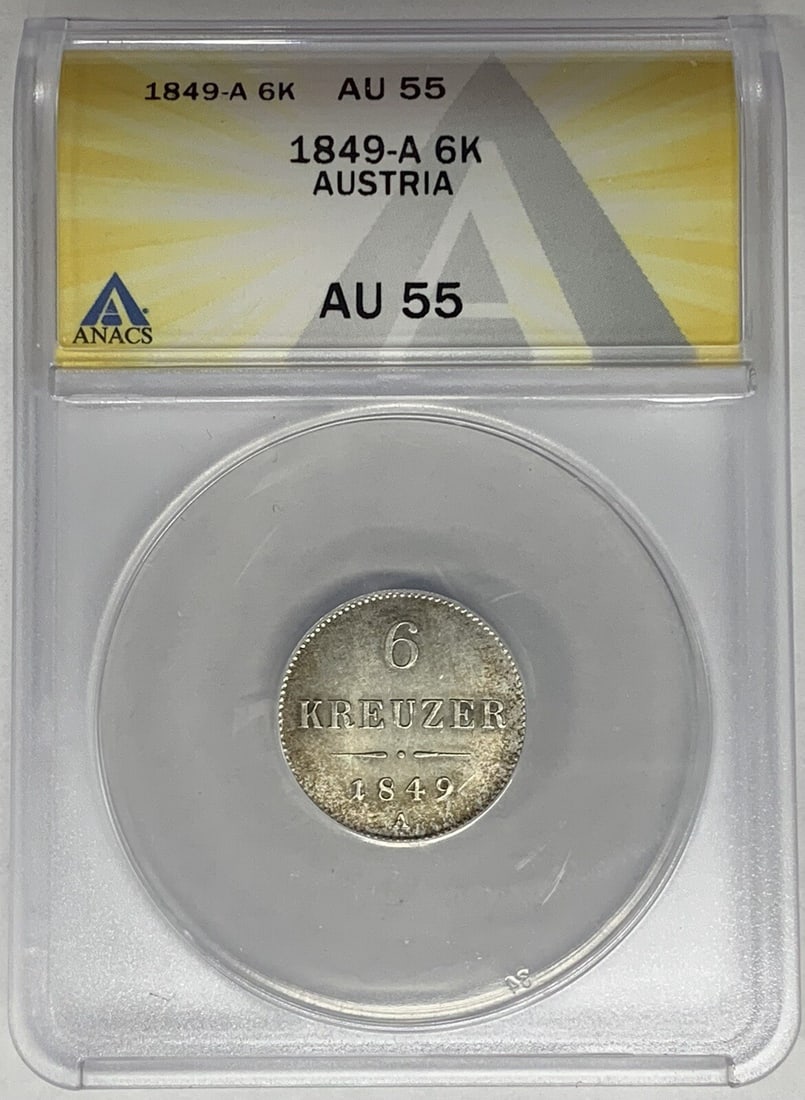 1849-A 6K AU 55
1849-A 6K
AUSTRIA
AU 55
ANACS
6
KREUZER
1849
A